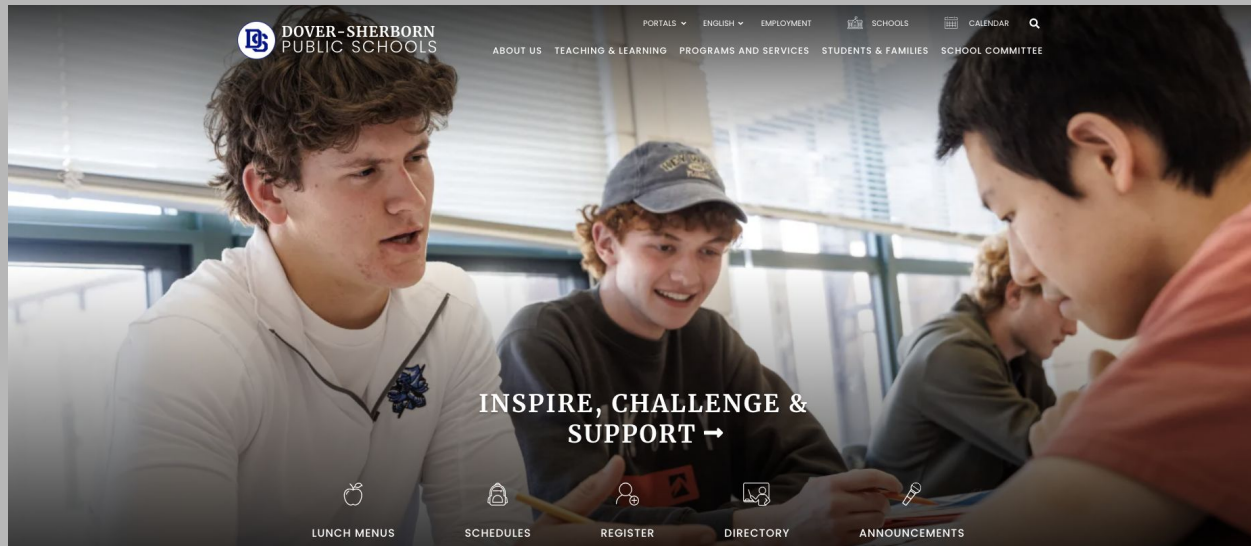 DS
DOVER-SHERBORN
PUBLIC SCHOOLS
PORTALS ENGLISH EMPLOYMENT SCHOOLS CALENDAR
ABOUT US TEACHING & LEARNING PROGRAMS AND SERVICES STUDENTS & FAMILIES SCHOOL COMMITTEE
INSPIRE, CHALLENGE &
SUPPORT
LUNCH MENUS SCHEDULES REGISTER DIRECTORY ANNOUNCEMENTS